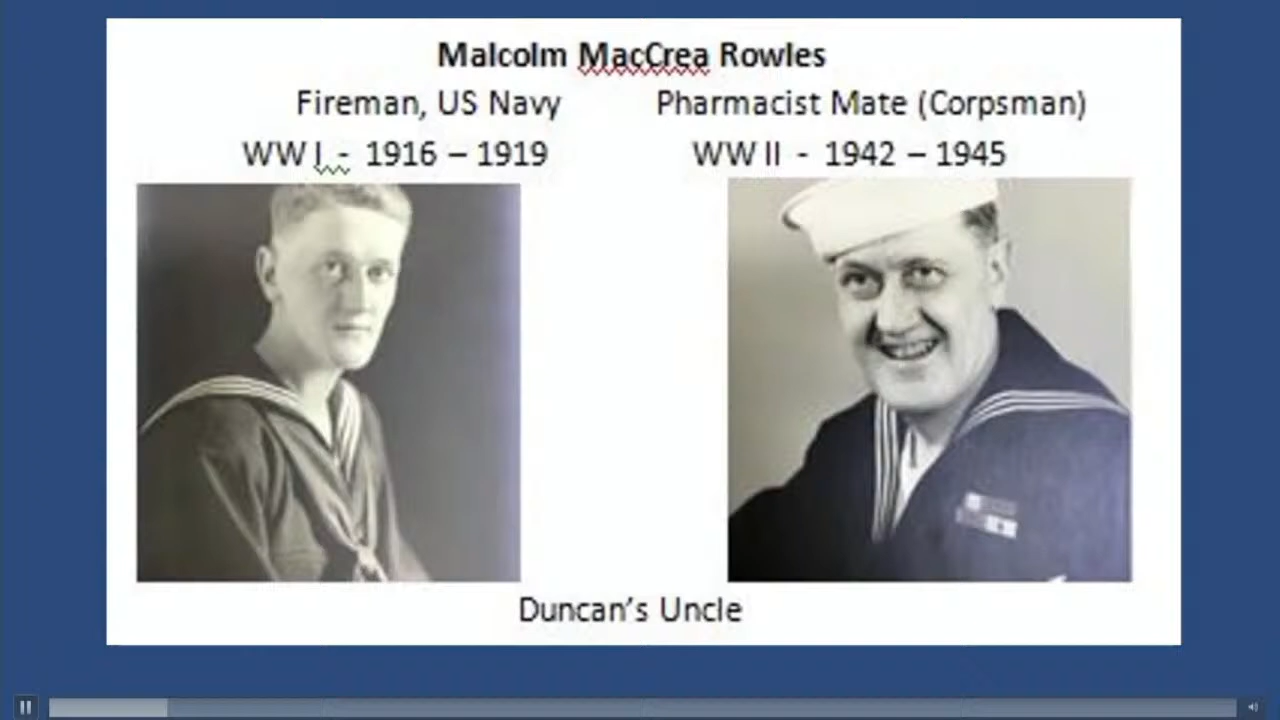 Malcolm MacCrea Rowles
Fireman, US Navy Pharmacist Mate (Corpsman)
WW I - 1916 – 1919 WW II - 1942 – 1945
Duncan’s Uncle